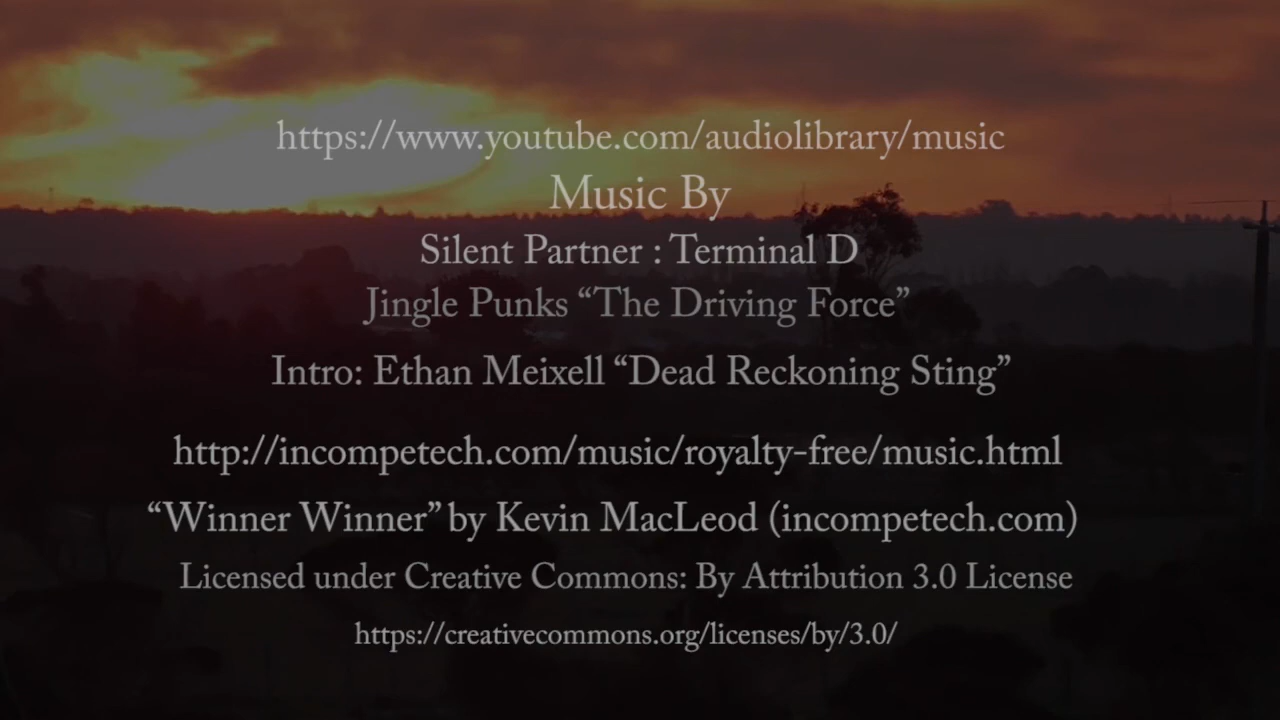 https://www.youtube.com/audiolibrary/music
Music By
Silent Partner : Terminal D
Jingle Punks “The Driving Force”
Intro: Ethan Meixell “Dead Reckoning Sting”
http://incompetech.com/music/royalty-free/music.html
“Winner Winner” by Kevin MacLeod (incompetech.com)
Licensed under Creative Commons: By Attribution 3.0 License
https://creativecommons.org/licenses/by/3.0/